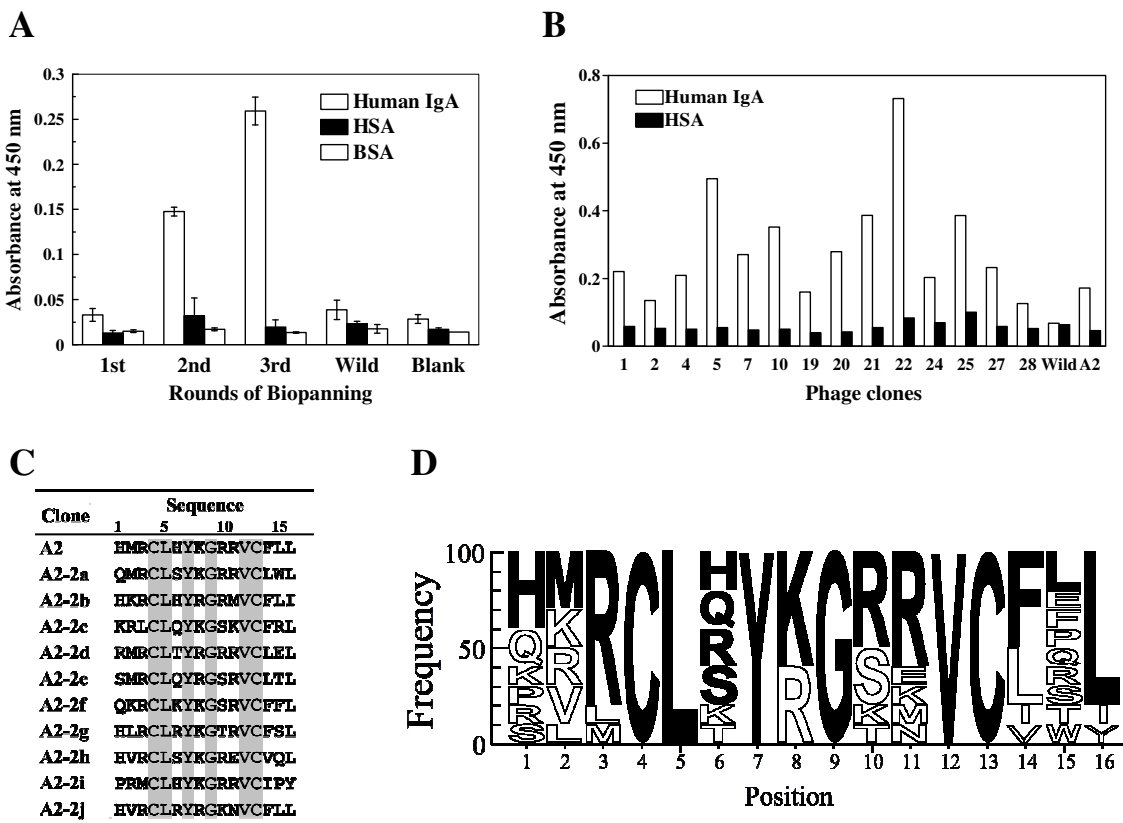 A
Absorbance at 450 nm
0.3
0.25
0.2
0.15
0.1
0.05
0
Human IgA
HSA
BSA
1st 2nd 3rd Wild Blank
Rounds of Biopanning
B
Absorbance at 450 nm
0.8
0.6
0.4
0.2
0
Human IgA
HSA
1 2 4 5 7 10 19 20 21 22 24 25 27 28 Wild A2
Phage clones
C
Clone Sequence
1 5 10 15
A2 HMRCLHYKGRRVCFLL
A2-2a QMRCLSYKGRRVCLWL
A2-2b HKRCLHYRGRMVCFLI
A2-2c KRLCLQYKGSKVCFRL
A2-2d RMRCLTYRGRRVCLEL
A2-2e SMRCLQYRGSRVCLTL
A2-2f QKRCLKYKGSRVCFFL
A2-2g HLRCLRYKGTRVCFSL
A2-2h HVRCLSYKGREVCVQL
A2-2i PRMCLHYKGRRVCIPY
A2-2j HVRCLRYRGKNVCFLL
D
Frequency
100
50
0
H Q K P R S
M K R V L
R L M
C
L
H Q R S K T
Y
K R
G
R S K T
R E K M N
V
C
F L I V
L E F P Q R S T W
L I Y
1 2 3 4 5 6 7 8 9 10 11 12 13 14 15 16
Position